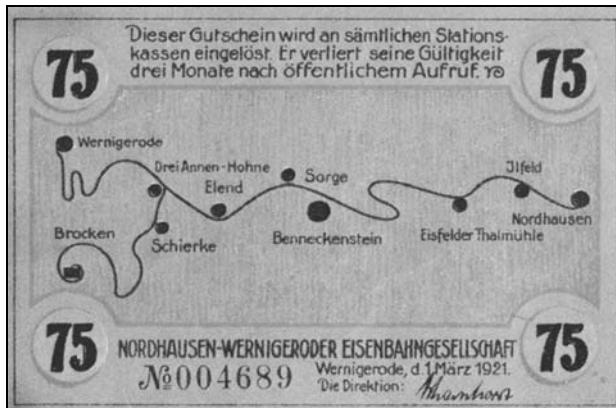 Dieser Gutschein wird an sämtlichen Stations-
kassen eingelöst. Er verliert seine Gültigkeit
drei Monate nach öffentlichem Aufruf.
75
75
Wernigerode
Drei Annen-Hohne
Elend
Sorge
Ilfeld
Brocken
Schierke
Benneckenstein
Eisfelder Thalmühle
Nordhausen
75
75
NORDHAUSEN-WERNIGERODER EISENBAHNGESELLSCHAFT
№004689
Wernigerode, d. 1. März 1921.
Die Direktion: